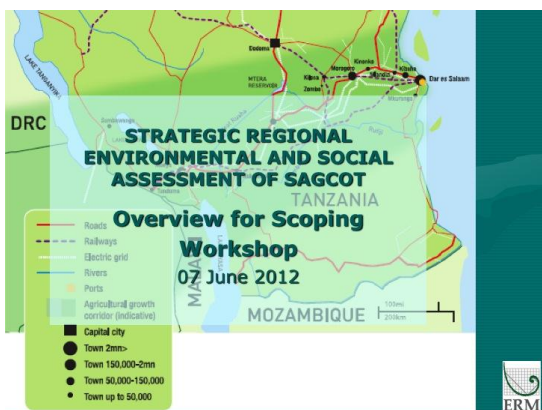 LAKE TANGANYIKA
Dodoma
MTERA
RESERVOIR
Kilosa
Zombo
Morogoro
Kinonko
Kibaha
Dar es Salaam
DRC
STRATEGIC REGIONAL
ENVIRONMENTAL AND SOCIAL
ASSESSMENT OF SAGCOT
TANZANIA
Overview for Scoping
Workshop
07 June 2012
MOZAMBIQUE
100mi
200km
Roads
Railways
Electric grid
Rivers
Ports
Agricultural growth
corridor (indicative)
Capital city
Town 2mn>
Town 150,000-2mn
Town 50,000-150,000
Town up to 50,000
ERM